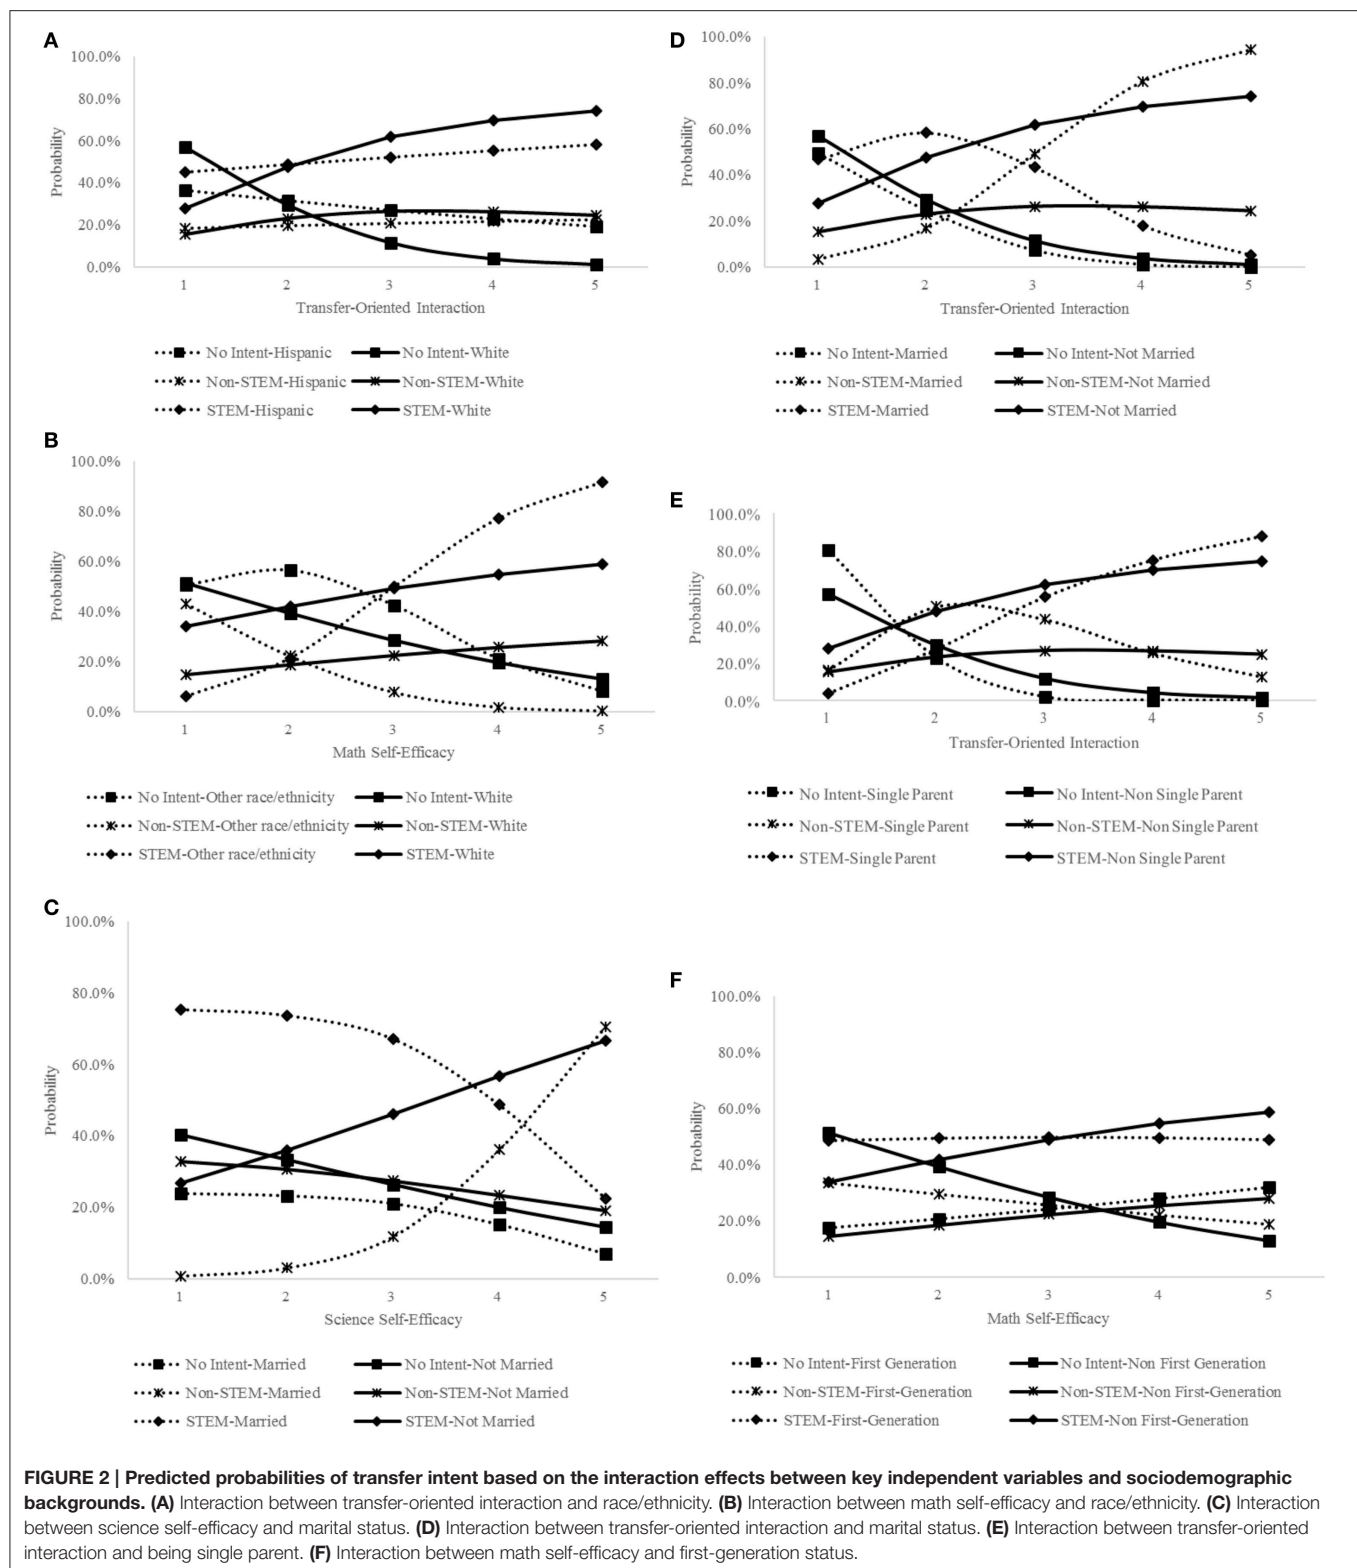 A
100.0%
80.0%
60.0%
40.0%
20.0%
0.0%
Probability
1 2 3 4 5
Transfer-Oriented Interaction
No Intent-Hispanic No Intent-White
Non-STEM-Hispanic Non-STEM-White
STEM-Hispanic STEM-White
B
100.0%
80.0%
60.0%
40.0%
20.0%
0.0%
Probability
1 2 3 4 5
Math Self-Efficacy
No Intent-Other race/ethnicity No Intent-White
Non-STEM-Other race/ethnicity Non-STEM-White
STEM-Other race/ethnicity STEM-White
C
100.0%
80.0%
60.0%
40.0%
20.0%
0.0%
Probability
1 2 3 4 5
Science Self-Efficacy
No Intent-Married No Intent-Not Married
Non-STEM-Married Non-STEM-Not Married
STEM-Married STEM-Not Married
D
100.0%
80.0%
60.0%
40.0%
20.0%
0.0%
Probability
1 2 3 4 5
Transfer-Oriented Interaction
No Intent-Married No Intent-Not Married
Non-STEM-Married Non-STEM-Not Married
STEM-Married STEM-Not Married
E
100.0%
80.0%
60.0%
40.0%
20.0%
0.0%
Probability
1 2 3 4 5
Transfer-Oriented Interaction
No Intent-Single Parent No Intent-Non Single Parent
Non-STEM-Single Parent Non-STEM-Non Single Parent
STEM-Single Parent STEM-Non Single Parent
F
100.0%
80.0%
60.0%
40.0%
20.0%
0.0%
Probability
1 2 3 4 5
Math Self-Efficacy
No Intent-First Generation No Intent-Non First Generation
Non-STEM-First-Generation Non-STEM-Non First-Generation
STEM-First-Generation STEM-Non First-Generation
FIGURE 2 | Predicted probabilities of transfer intent based on the interaction effects between key independent variables and sociodemographic
backgrounds. (A) Interaction between transfer-oriented interaction and race/ethnicity. (B) Interaction between math self-efficacy and race/ethnicity. (C) Interaction
between science self-efficacy and marital status. (D) Interaction between transfer-oriented interaction and marital status. (E) Interaction between transfer-oriented
interaction and being single parent. (F) Interaction between math self-efficacy and first-generation status.